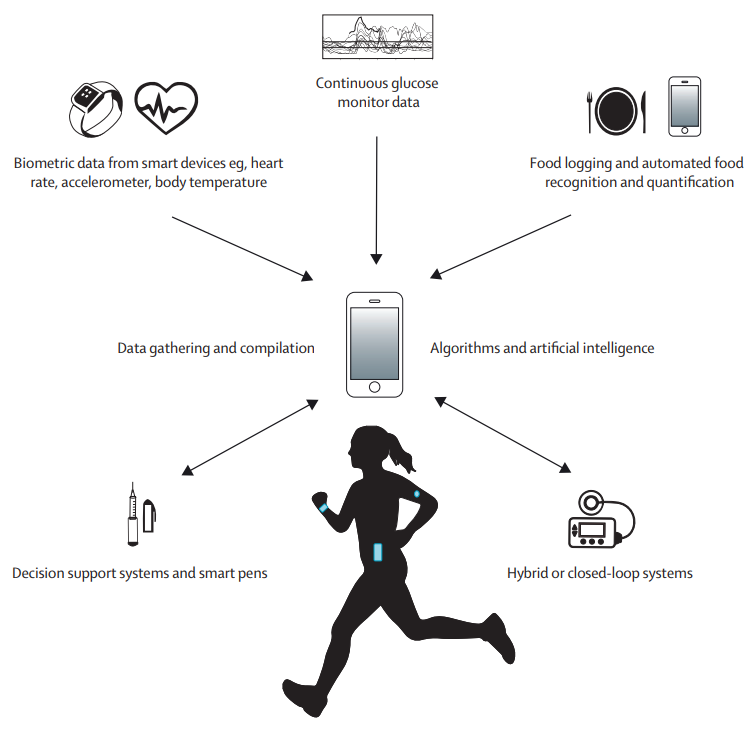 Continuous glucose
monitor data
Biometric data from smart devices eg, heart
rate, accelerometer, body temperature
Food logging and automated food
recognition and quantification
Data gathering and compilation
Algorithms and artificial intelligence
Decision support systems and smart pens
Hybrid or closed-loop systems